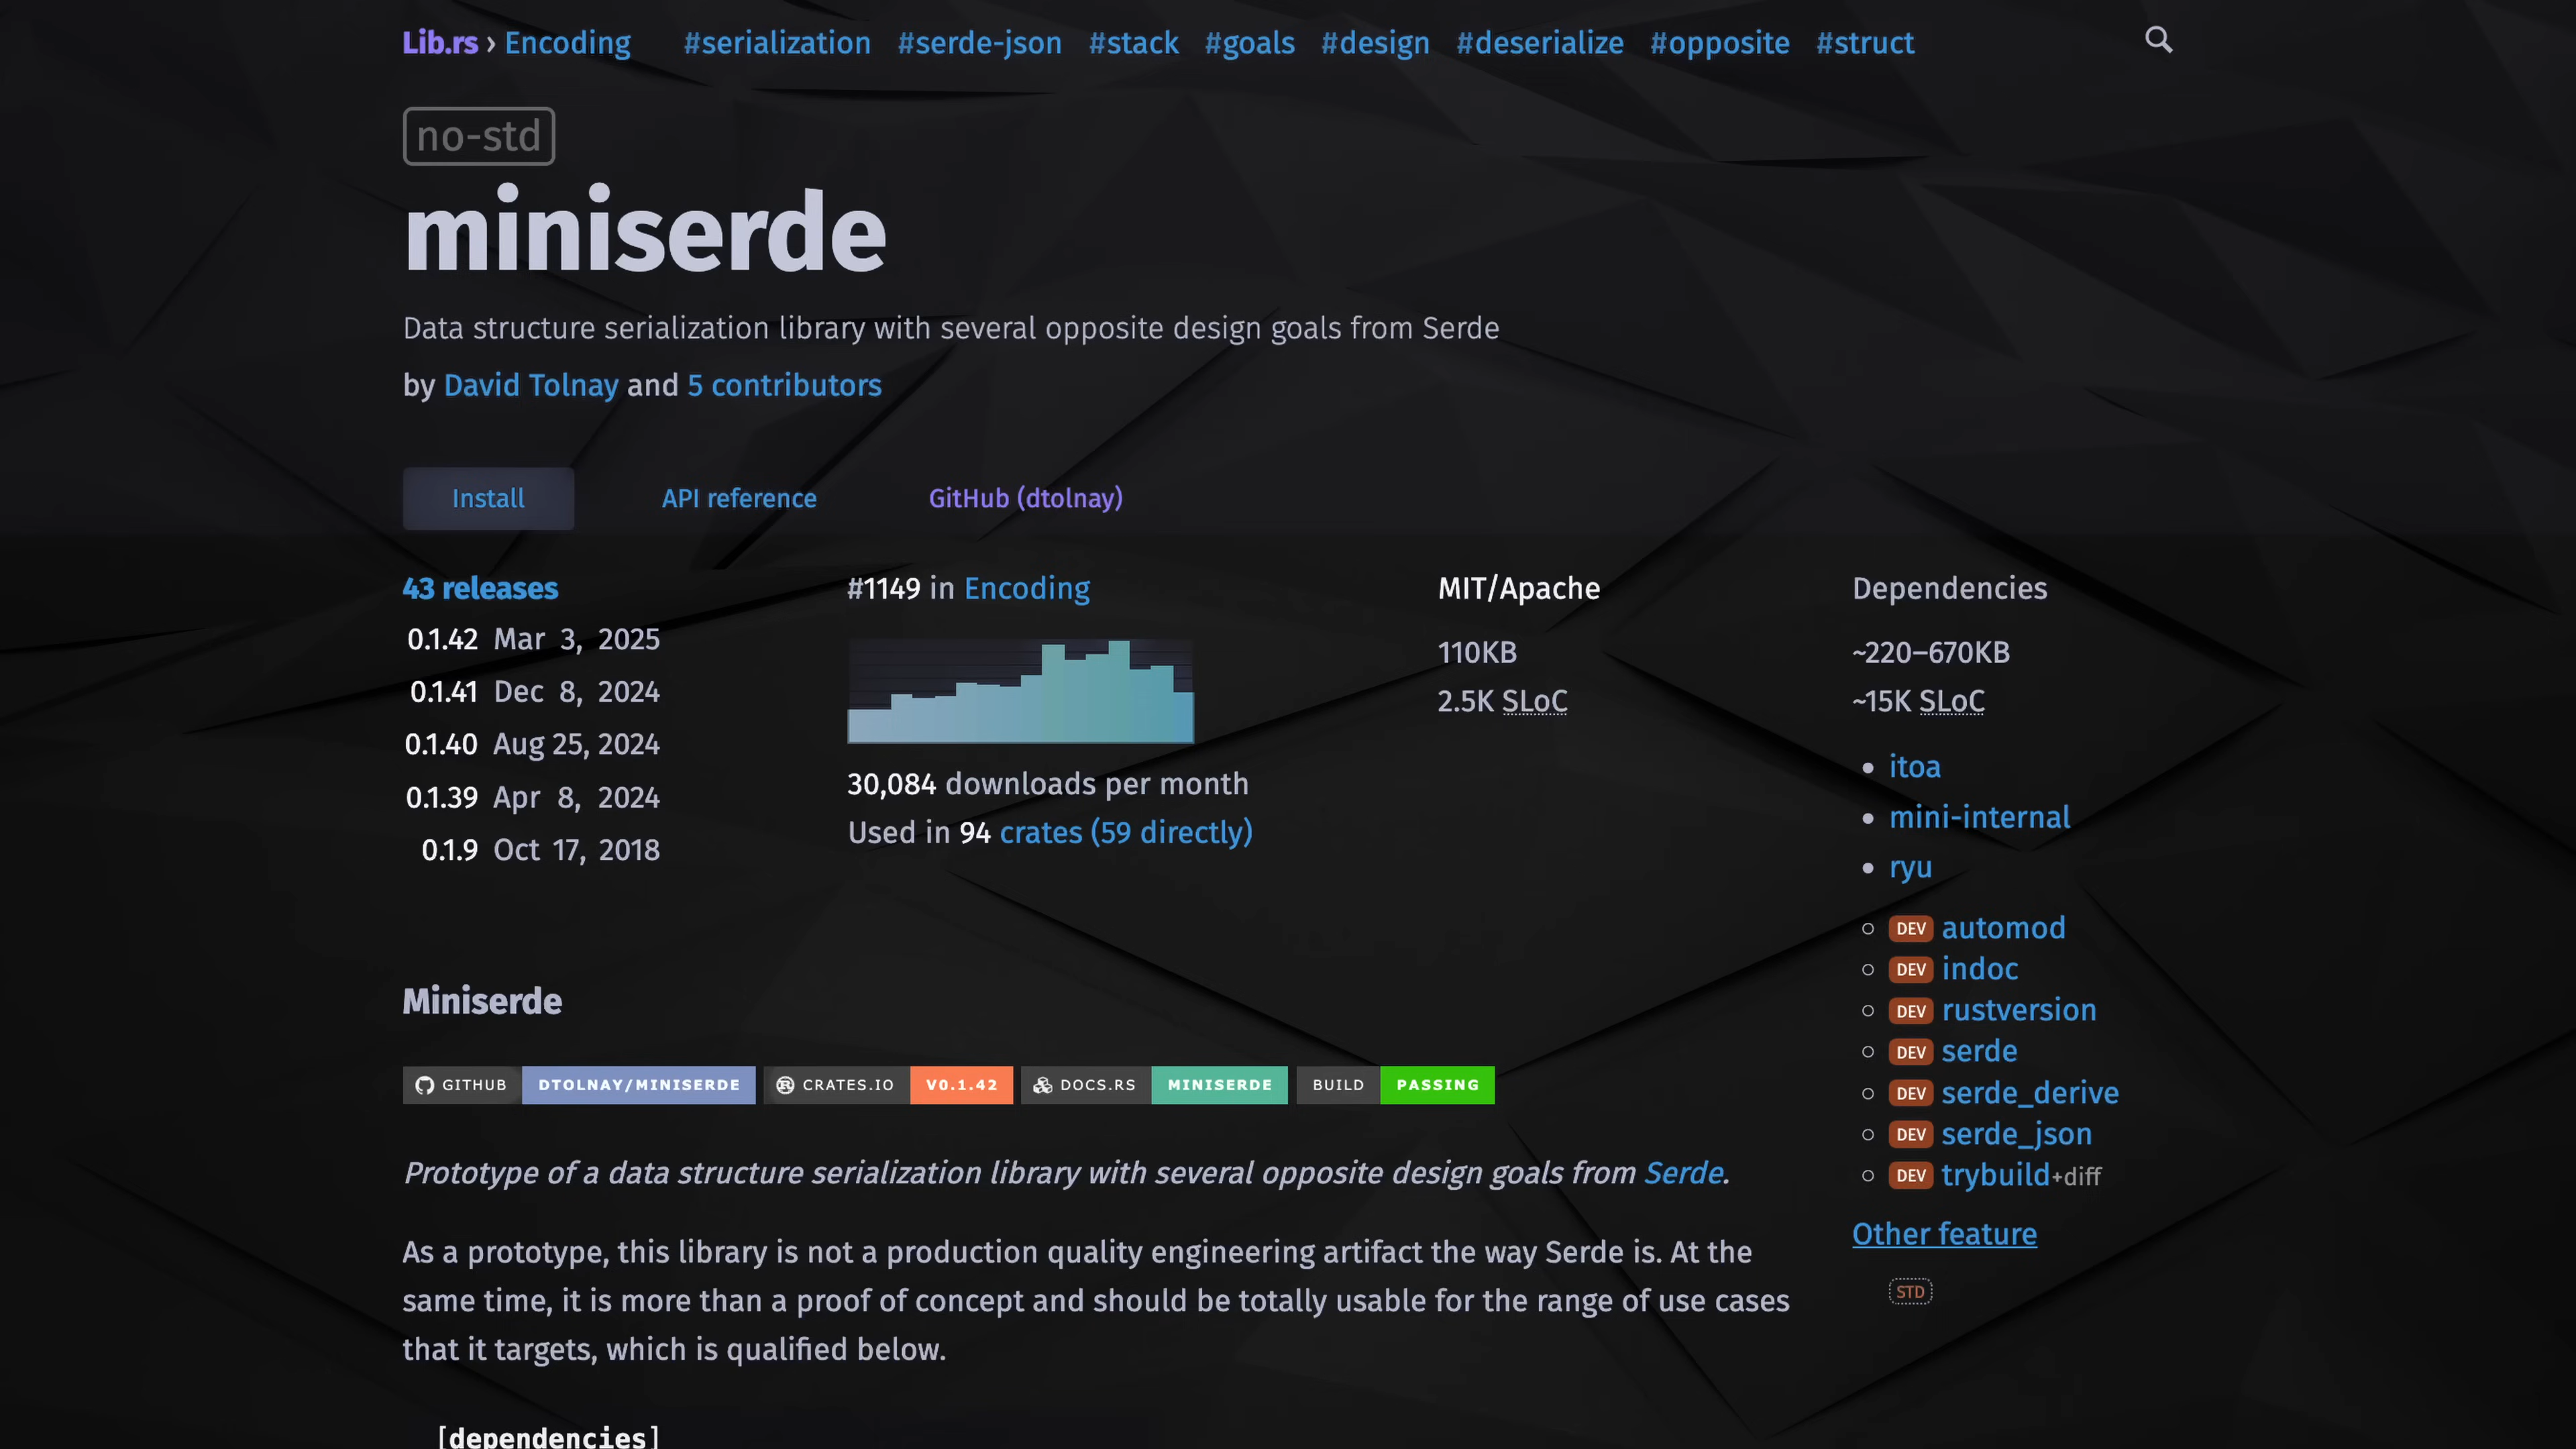 Lib.rs › Encoding #serialization #serde-json #stack #goals #design #deserialize #opposite #struct
no-std
miniserde
Data structure serialization library with several opposite design goals from Serde
by David Tolnay and 5 contributors
Install API reference GitHub (dtolnay)
43 releases
0.1.42 Mar 3, 2025
0.1.41 Dec 8, 2024
0.1.40 Aug 25, 2024
0.1.39 Apr 8, 2024
0.1.9 Oct 17, 2018
#1149 in Encoding
30,084 downloads per month
Used in 94 crates (59 directly)
MIT/Apache
110KB
2.5K SLoC
Dependencies
~220–670KB
~15K SLoC
itoa
mini-internal
ryu
DEV automod
DEV indoc
DEV rustversion
DEV serde
DEV serde_derive
DEV serde_json
DEV trybuild+diff
Other feature
STD
Miniserde
GITHUB DTOLNAY/MINISERDE CRATES.IO V0.1.42 DOCS.RS MINISERDE BUILD PASSING
Prototype of a data structure serialization library with several opposite design goals from Serde.
As a prototype, this library is not a production quality engineering artifact the way Serde is. At the
same time, it is more than a proof of concept and should be totally usable for the range of use cases
that it targets, which is qualified below.
[dependencies]